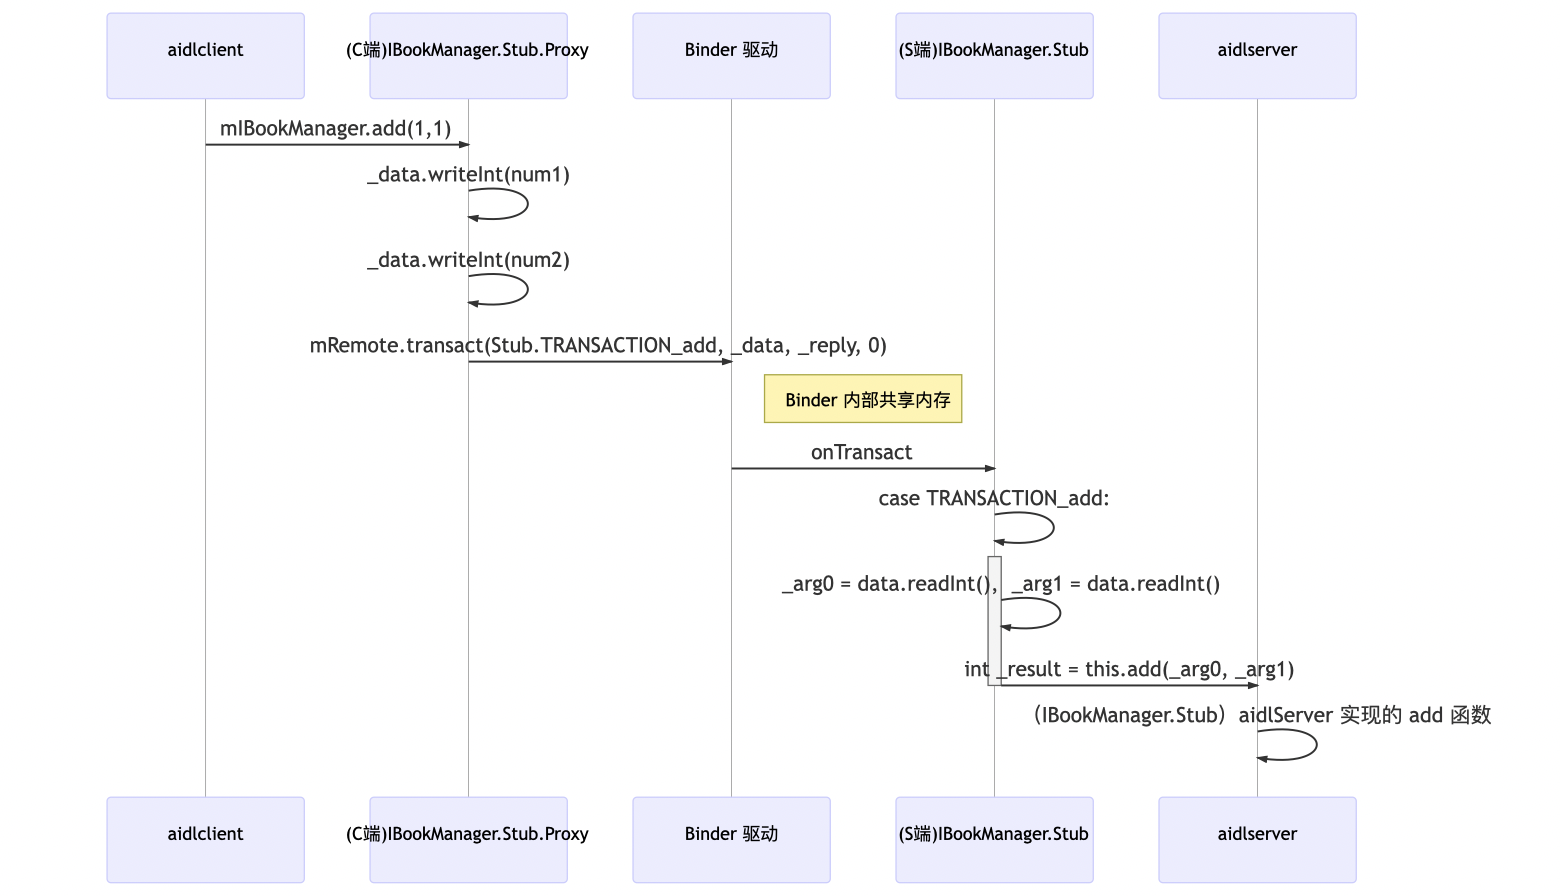 aidlclient
(C端)IBookManager.Stub.Proxy
Binder 驱动
(S端)IBookManager.Stub
aidlserver
mIBookManager.add(1,1)
_data.writeInt(num1)
_data.writeInt(num2)
mRemote.transact(Stub.TRANSACTION_add, _data, _reply, 0)
Binder 内部共享内存
onTransact
case TRANSACTION_add:
_arg0 = data.readInt(),  _arg1 = data.readInt()
int _result = this.add(_arg0, _arg1)
（IBookManager.Stub）aidlServer 实现的 add 函数
aidlclient
(C端)IBookManager.Stub.Proxy
Binder 驱动
(S端)IBookManager.Stub
aidlserver